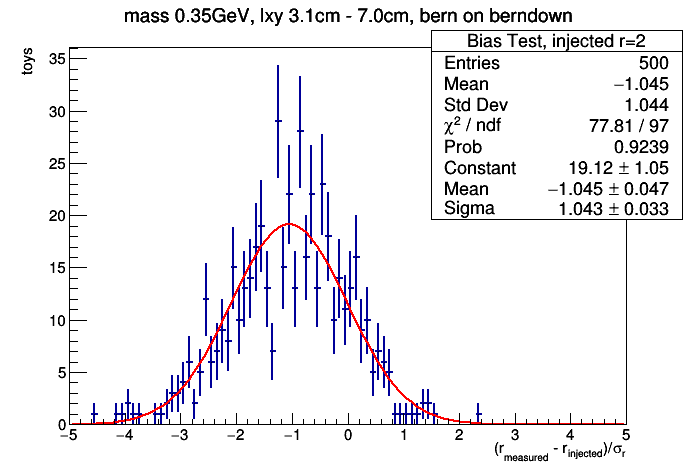 mass 0.35GeV, lxy 3.1cm - 7.0cm, bern on berndown
Bias Test, injected r=2
Entries 500
Mean −1.045
Std Dev 1.044
χ² / ndf 77.81 / 97
Prob 0.9239
Constant 19.12 ± 1.05
Mean −1.045 ± 0.047
Sigma 1.043 ± 0.033
toys
35
30
25
20
15
10
5
0
−5 −4 −3 −2 −1 0 1 2 3 4 5
(r_measured - r_injected)/σ_r